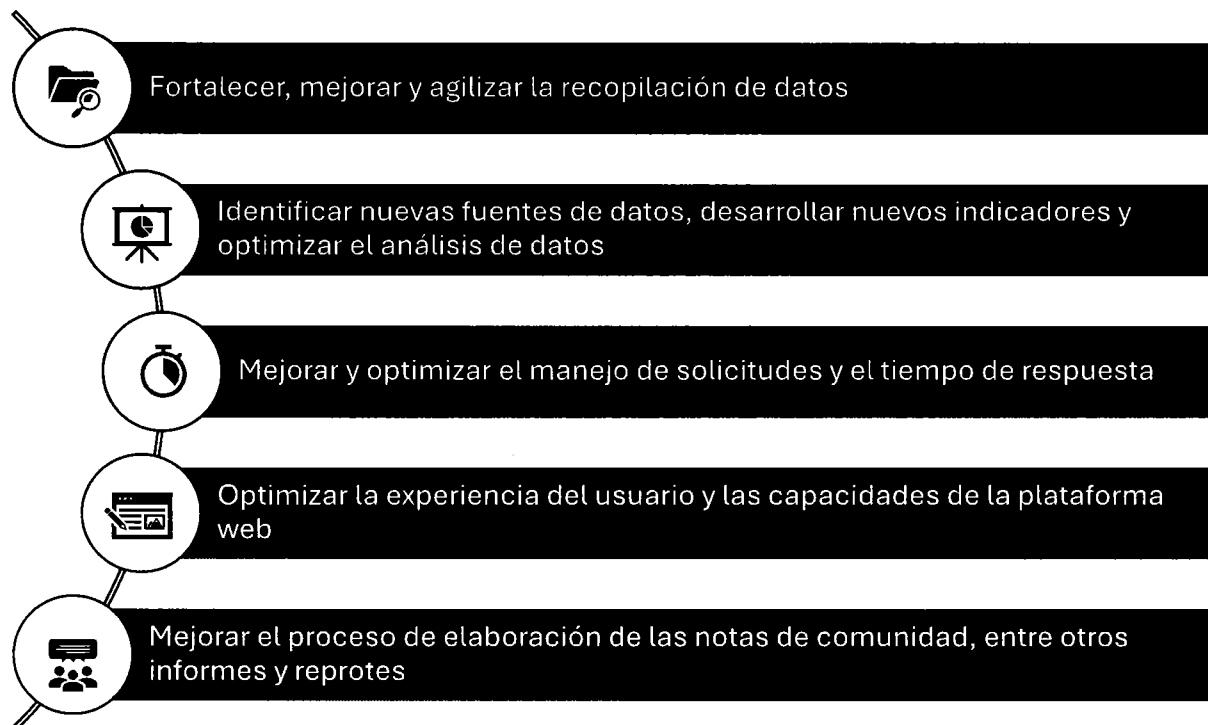 Fortalecer, mejorar y agilizar la recopilación de datos
Identificar nuevas fuentes de datos, desarrollar nuevos indicadores y
optimizar el análisis de datos
Mejorar y optimizar el manejo de solicitudes y el tiempo de respuesta
Optimizar la experiencia del usuario y las capacidades de la plataforma
web
Mejorar el proceso de elaboración de las notas de comunidad, entre otros
informes y reprotes